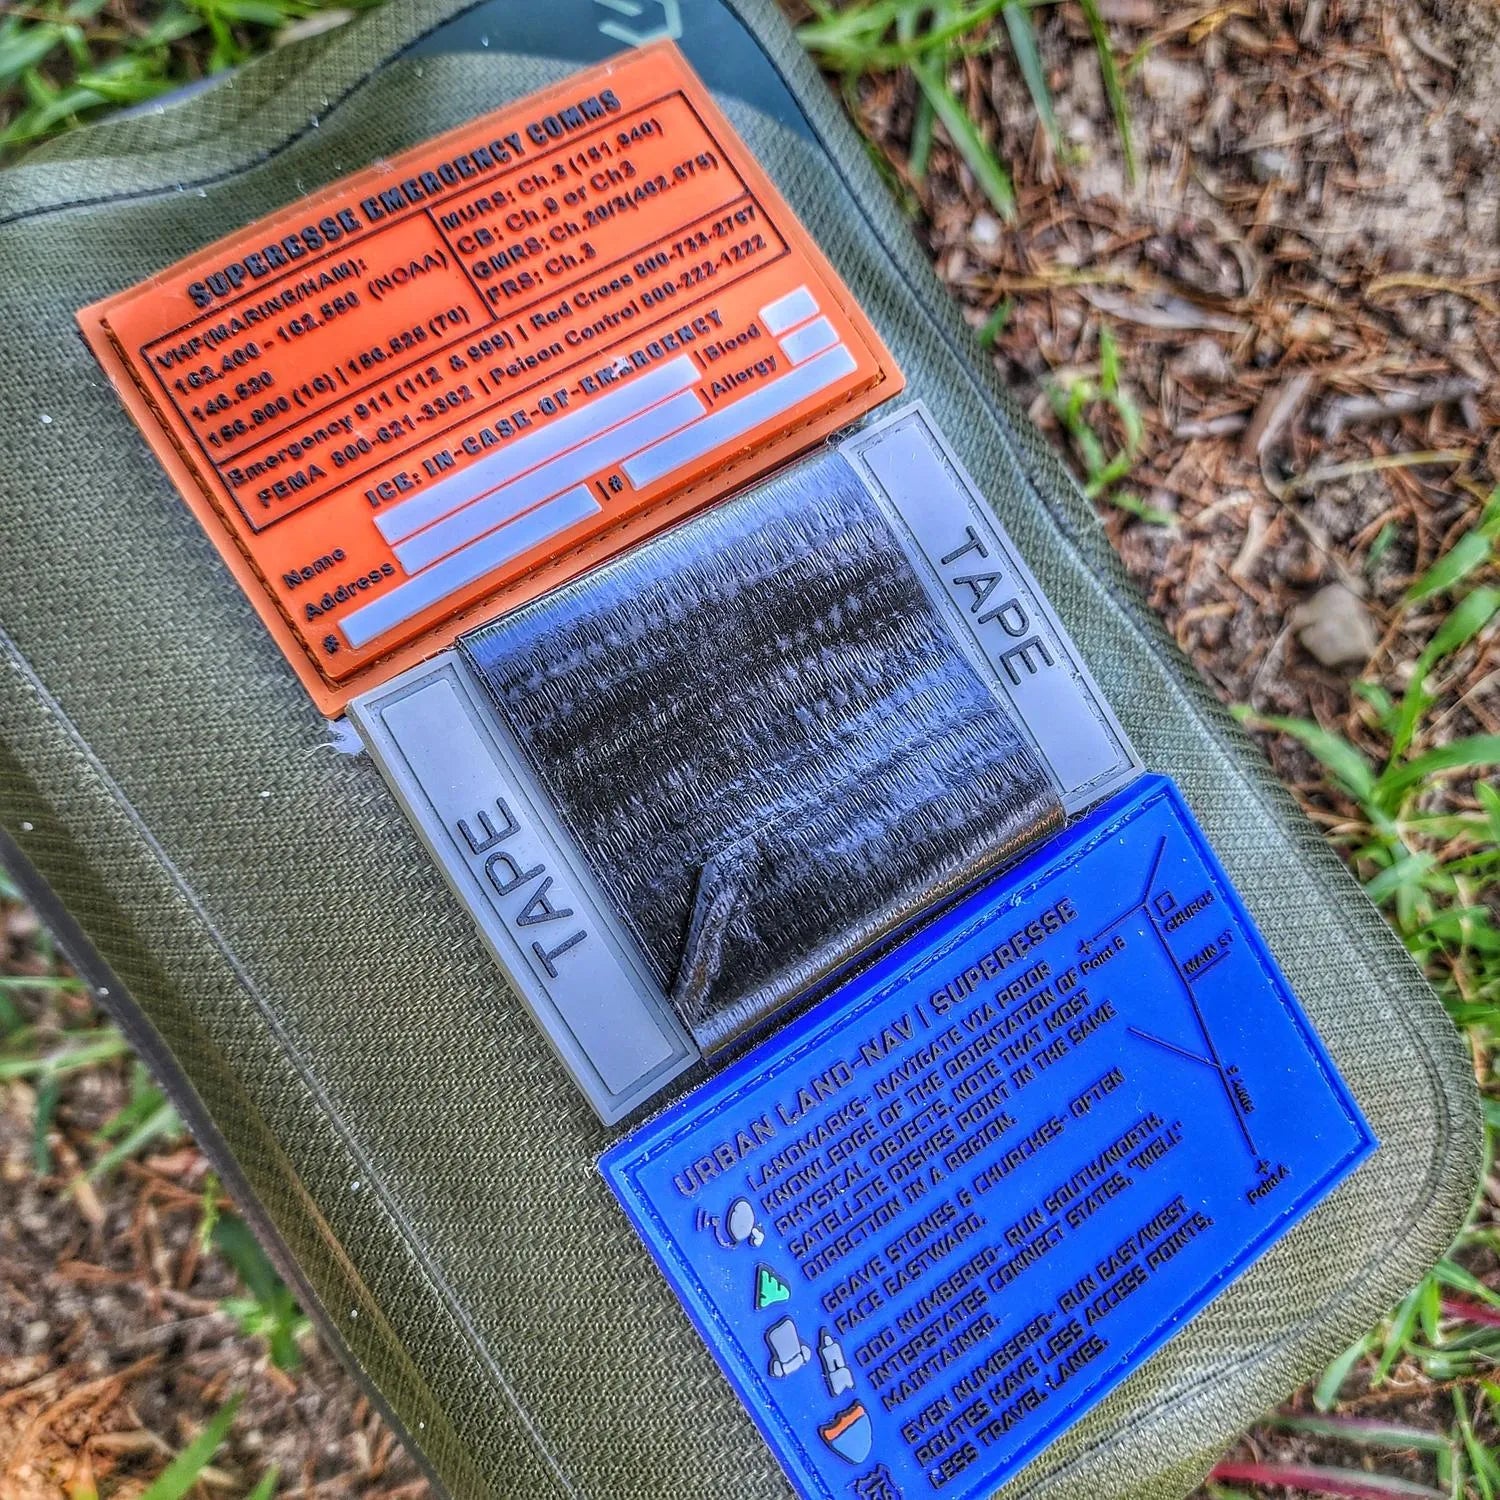 SUPERESSE EMERGENCY COMMS
VHF(MARINE/HAM):
162.400 - 162.550 (NOAA)
146.520
156.800 (16) | 156.525 (70)
MURS: Ch.3 (151.940)
CB: Ch.9 or Ch3
GMRS: Ch.20/3(462.675)
FRS: Ch.3
Emergency 911 (112 & 999) | Red Cross 800-733-2767
FEMA 800-621-3362 | Poison Control 800-222-1222
ICE: IN-CASE-OF-EMERGENCY
Name
| Blood
Address
| Allergy
#
| #
TAPE
TAPE
URBAN LAND-NAV | SUPERESSE
LANDMARKS- NAVIGATE VIA PRIOR
KNOWLEDGE OF THE ORIENTATION OF
PHYSICAL OBJECTS. NOTE THAT MOST
SATELLITE DISHES POINT IN THE SAME
DIRECTION IN A REGION.
GRAVE STONES & CHURCHES- OFTEN
FACE EASTWARD.
ODD NUMBERED- RUN SOUTH/NORTH.
INTERSTATES CONNECT STATES, "WELL"
MAINTAINED.
EVEN NUMBERED- RUN EAST/WEST
ROUTES HAVE LESS ACCESS POINTS,
LESS TRAVEL LANES.
Point B
CHURCH
MAIN ST
Point A